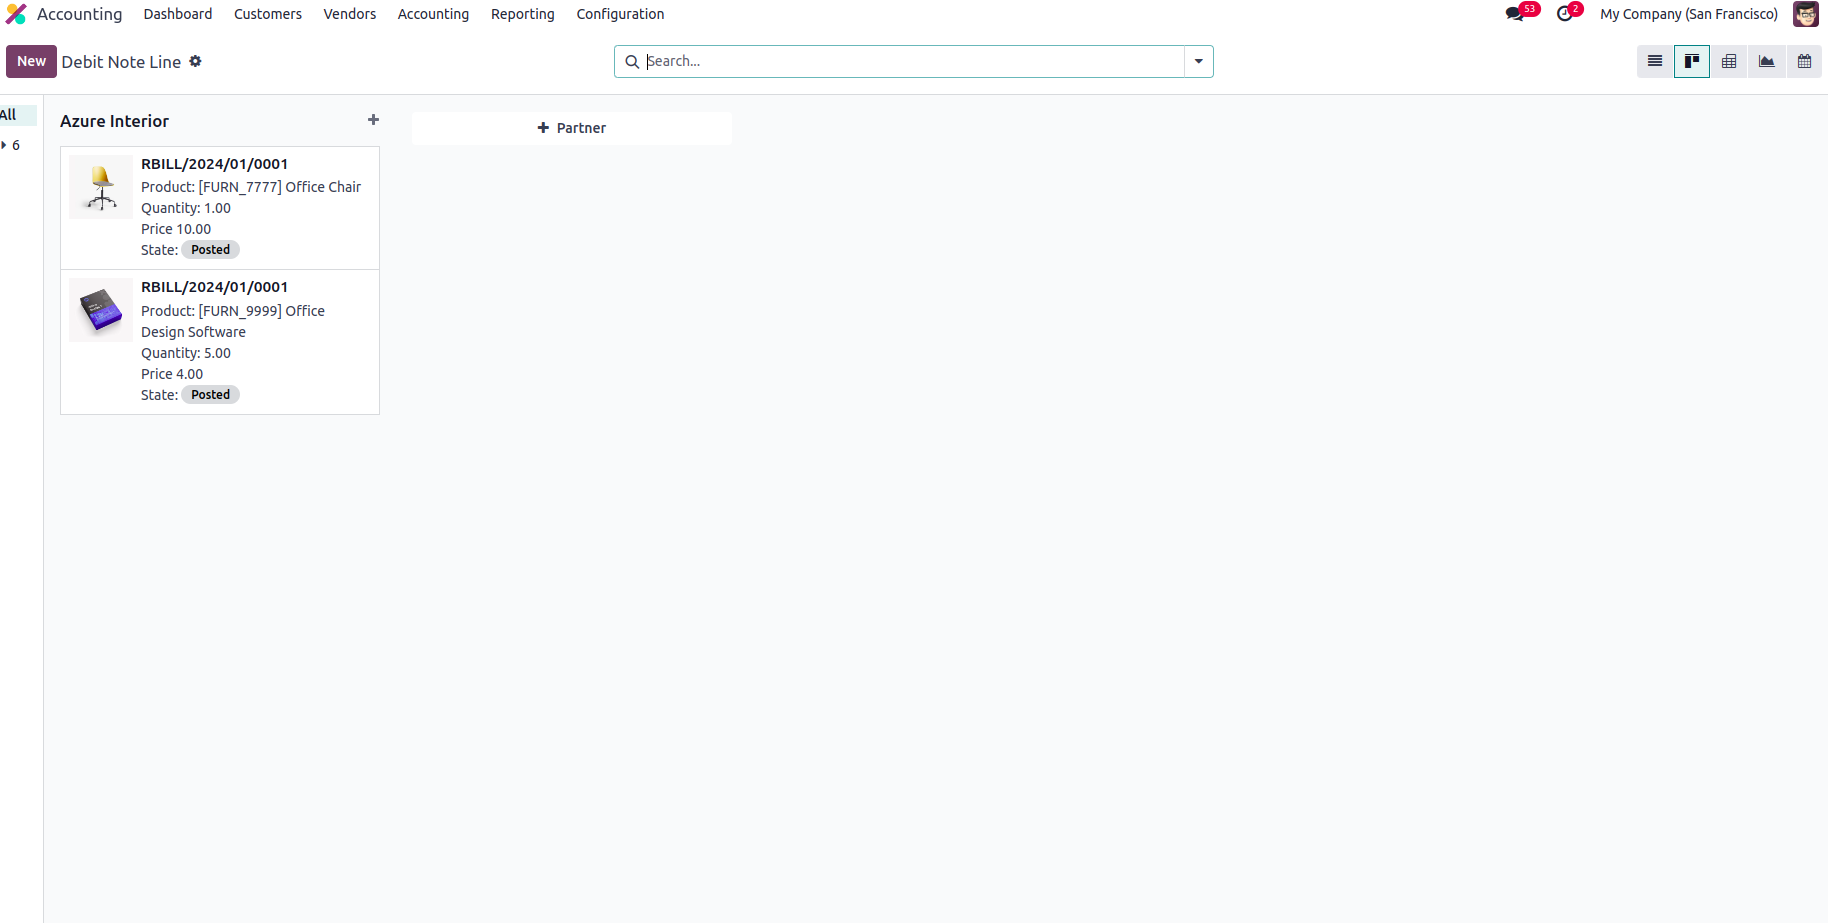 Accounting Dashboard Customers Vendors Accounting Reporting Configuration 53 2 My Company (San Francisco)
New Debit Note Line Search...
All
6
Azure Interior
Partner
RBILL/2024/01/0001
Product: [FURN_7777] Office Chair
Quantity: 1.00
Price 10.00
State: Posted
RBILL/2024/01/0001
Product: [FURN_9999] Office
Design Software
Quantity: 5.00
Price 4.00
State: Posted